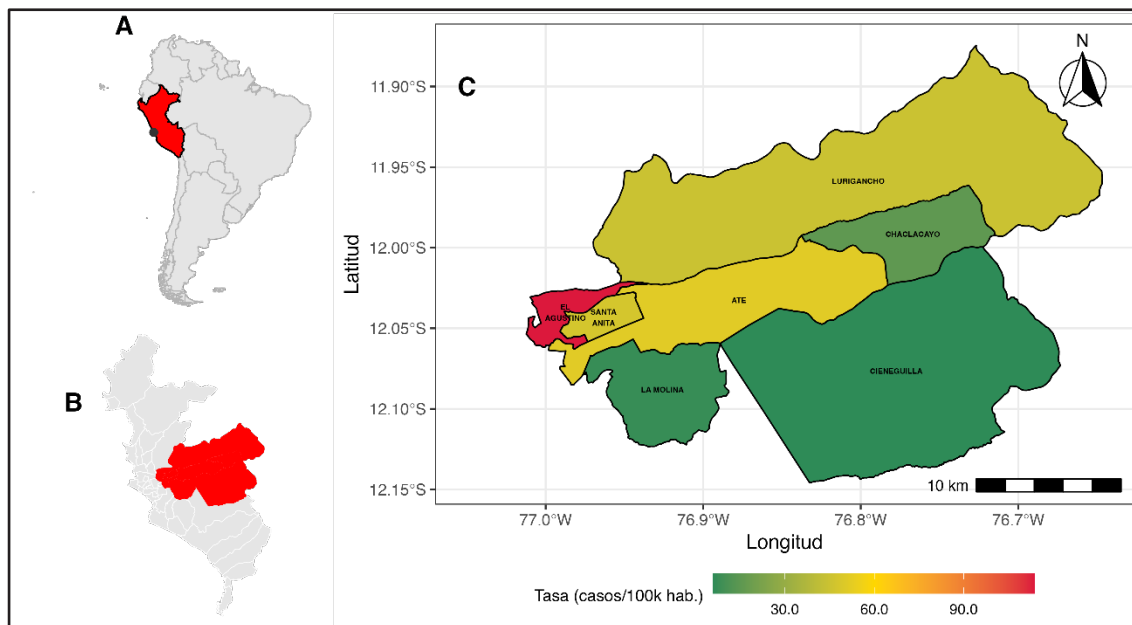 A
B
C
N
11.90°S
11.95°S
12.00°S
12.05°S
12.10°S
12.15°S
Latitud
LURIGANCHO
CHACLACAYO
ATE
EL
AGUSTINO
SANTA
ANITA
LA MOLINA
CIENEGUILLA
10 km
77.0°W
76.9°W
76.8°W
76.7°W
Longitud
Tasa (casos/100k hab.)
30.0
60.0
90.0